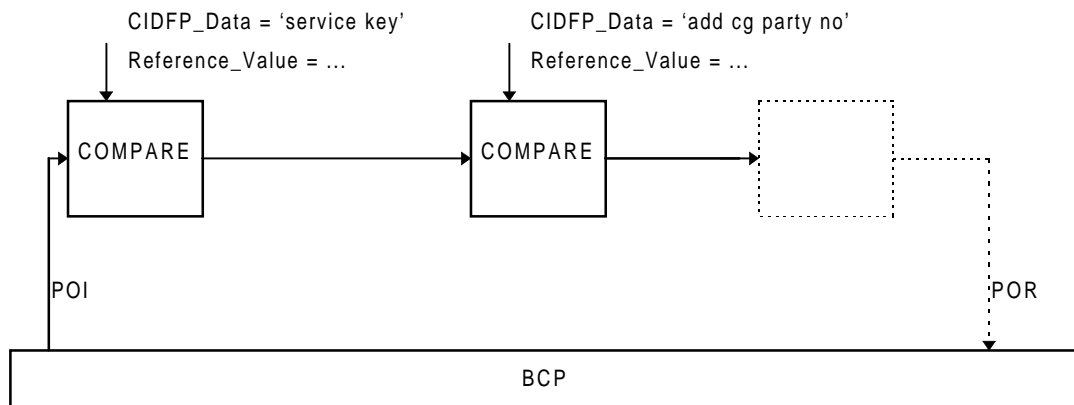 CIDFP_Data = ‘service key’
Reference_Value = ...
CIDFP_Data = ‘add cg party no’
Reference_Value = ...
COMPARE
COMPARE
POI
POR
BCP